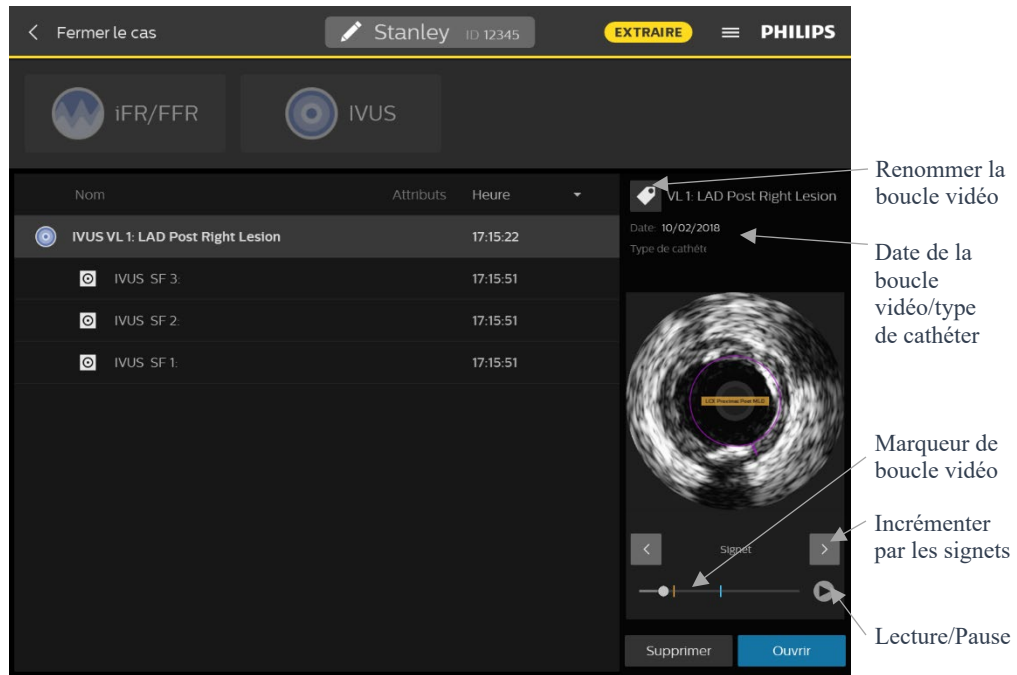 Fermer le cas
Stanley ID 12345
EXTRAIRE
PHILIPS
iFR/FFR
IVUS
Nom Attributs Heure
IVUS VL 1: LAD Post Right Lesion 17:15:22
IVUS SF 3: 17:15:51
IVUS SF 2: 17:15:51
IVUS SF 1: 17:15:51
VL 1: LAD Post Right Lesion
Date: 10/02/2018
Type de cathéte
Signet
Supprimer
Ouvrir
Renommer la
boucle vidéo
Date de la
boucle
vidéo/type
de cathéter
Marqueur de
boucle vidéo
Incrémenter
par les signets
Lecture/Pause